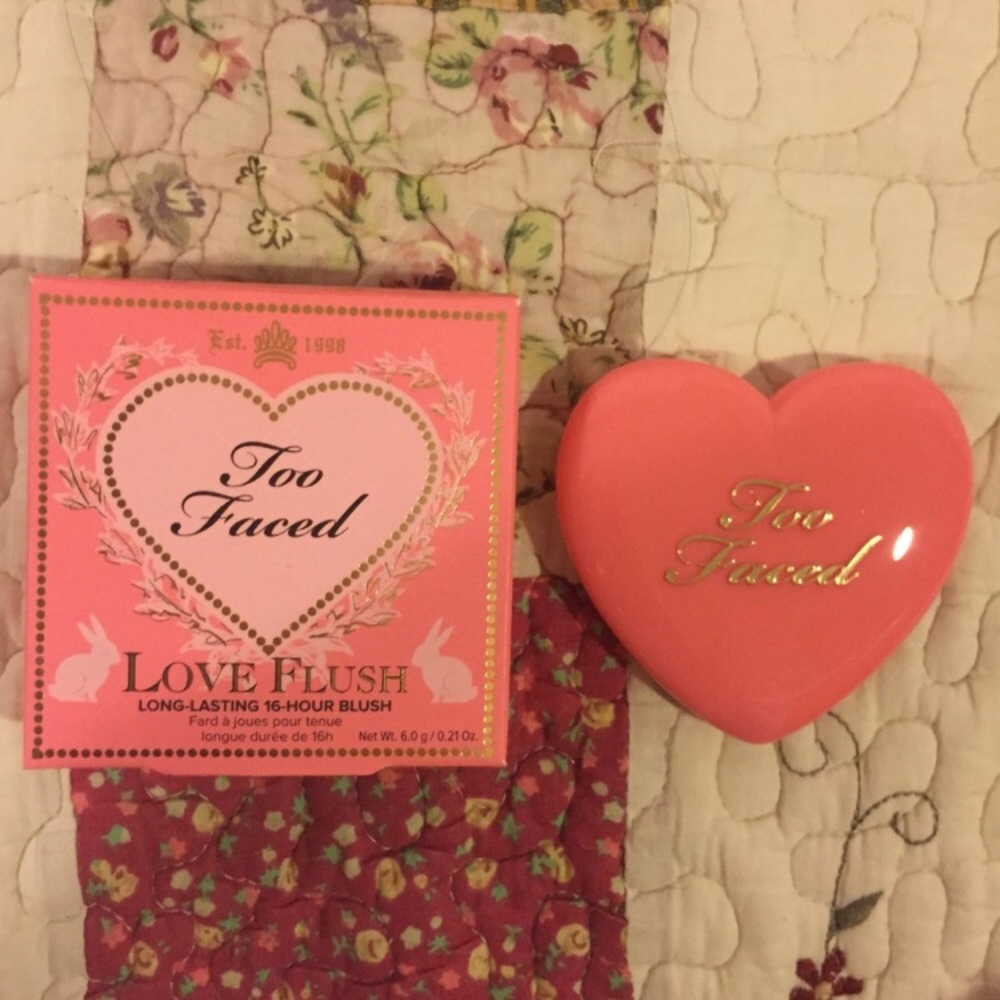 Est. 1998
Too
Faced
LOVE FLUSH
LONG-LASTING 16-HOUR BLUSH
Fard à joues pour tenue
longue durée de 16h
Net Wt. 6.0 g / 0.21 Oz.
Too
Faced